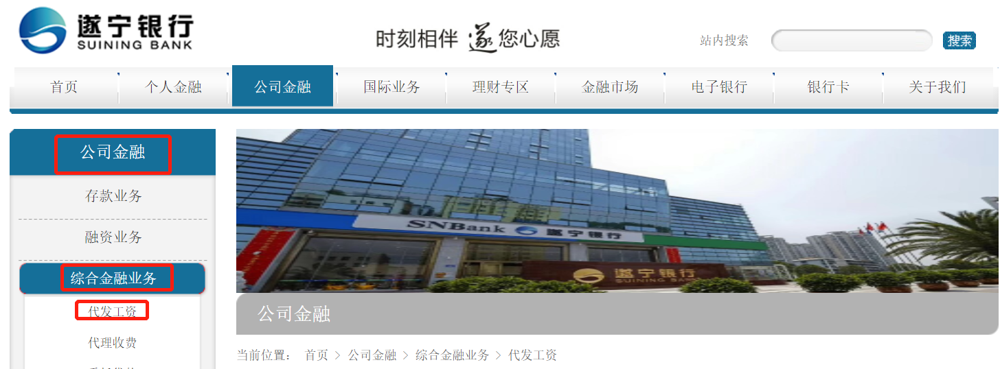 遂宁银行
SUINING BANK
时刻相伴 遂您心愿
站内搜索
搜索
首页 个人金融 公司金融 国际业务 理财专区 金融市场 电子银行 银行卡 关于我们
公司金融
存款业务
融资业务
综合金融业务
代发工资
代理收费
SNBank 遂宁银行
遂宁银行
SUINING BANK
公司金融
当前位置： 首页 > 公司金融 > 综合金融业务 > 代发工资